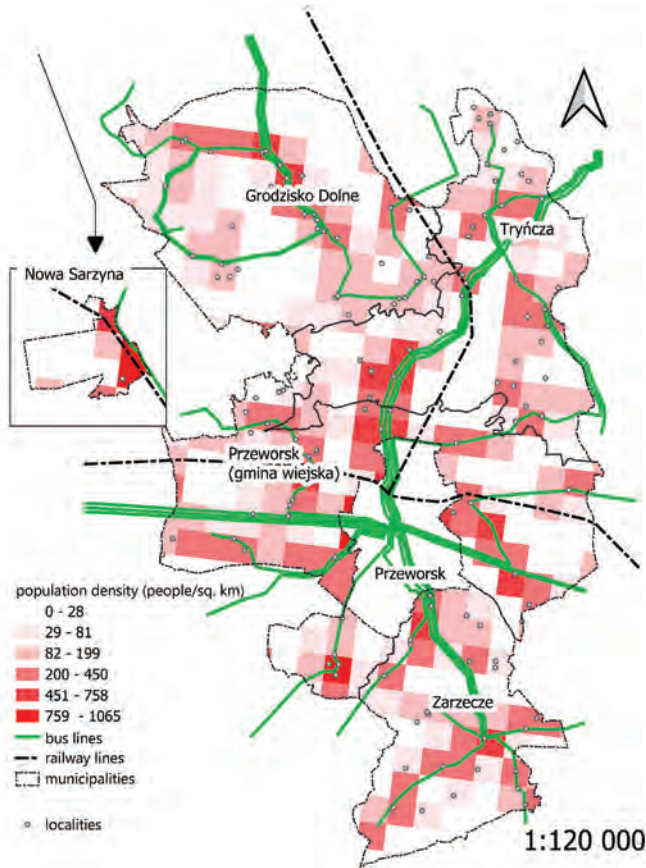 Grodzisko Dolne
Tryńcza
Nowa Sarzyna
Przeworsk
(gmina wiejska)
Przeworsk
Zarzecze
population density (people/sq. km)
0 - 28
29 - 81
82 - 199
200 - 450
451 - 758
759 - 1065
bus lines
railway lines
municipalities
localities
1:120 000